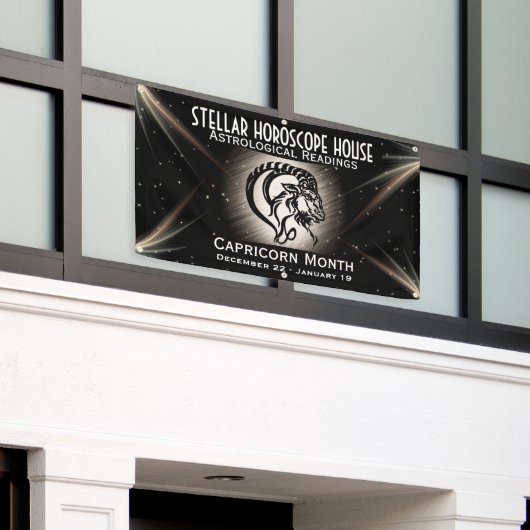 STELLAR HOROSCOPE HOUSE
Astrological Readings
Capricorn Month
December 22 - January 19